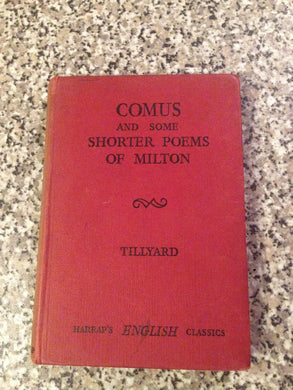 COMUS
AND SOME
SHORTER POEMS
OF MILTON
TILLYARD
HARRAP'S ENGLISH CLASSICS